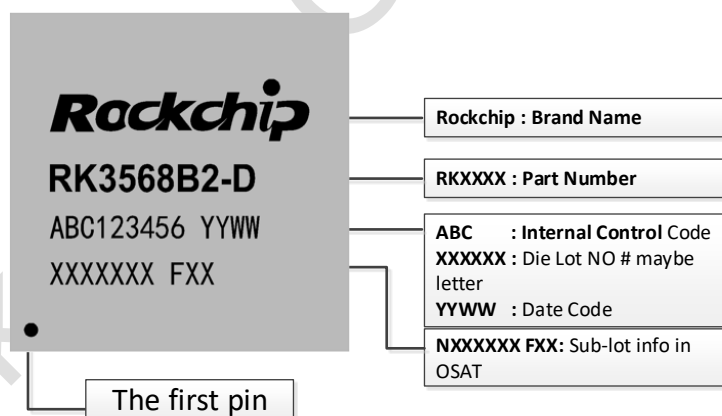 Rockchip
RK3568B2-D
ABC123456 YYWW
XXXXXXX FXX
The first pin
Rockchip : Brand Name
RKXXXX : Part Number
ABC : Internal Control Code
XXXXXX : Die Lot NO # maybe
letter
YYWW : Date Code
NXXXXXX FXX: Sub-lot info in
OSAT